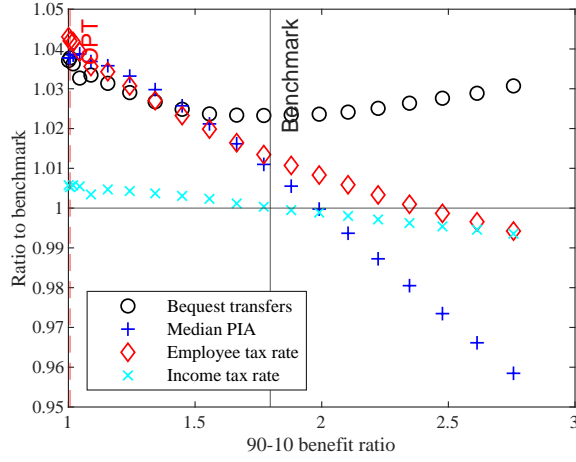 1.05
1.04
1.03
1.02
1.01
1
0.99
0.98
0.97
0.96
0.95
Ratio to benchmark
OPT
Benchmark
Bequest transfers
Median PIA
Employee tax rate
Income tax rate
1
1.5
2
2.5
3
90-10 benefit ratio